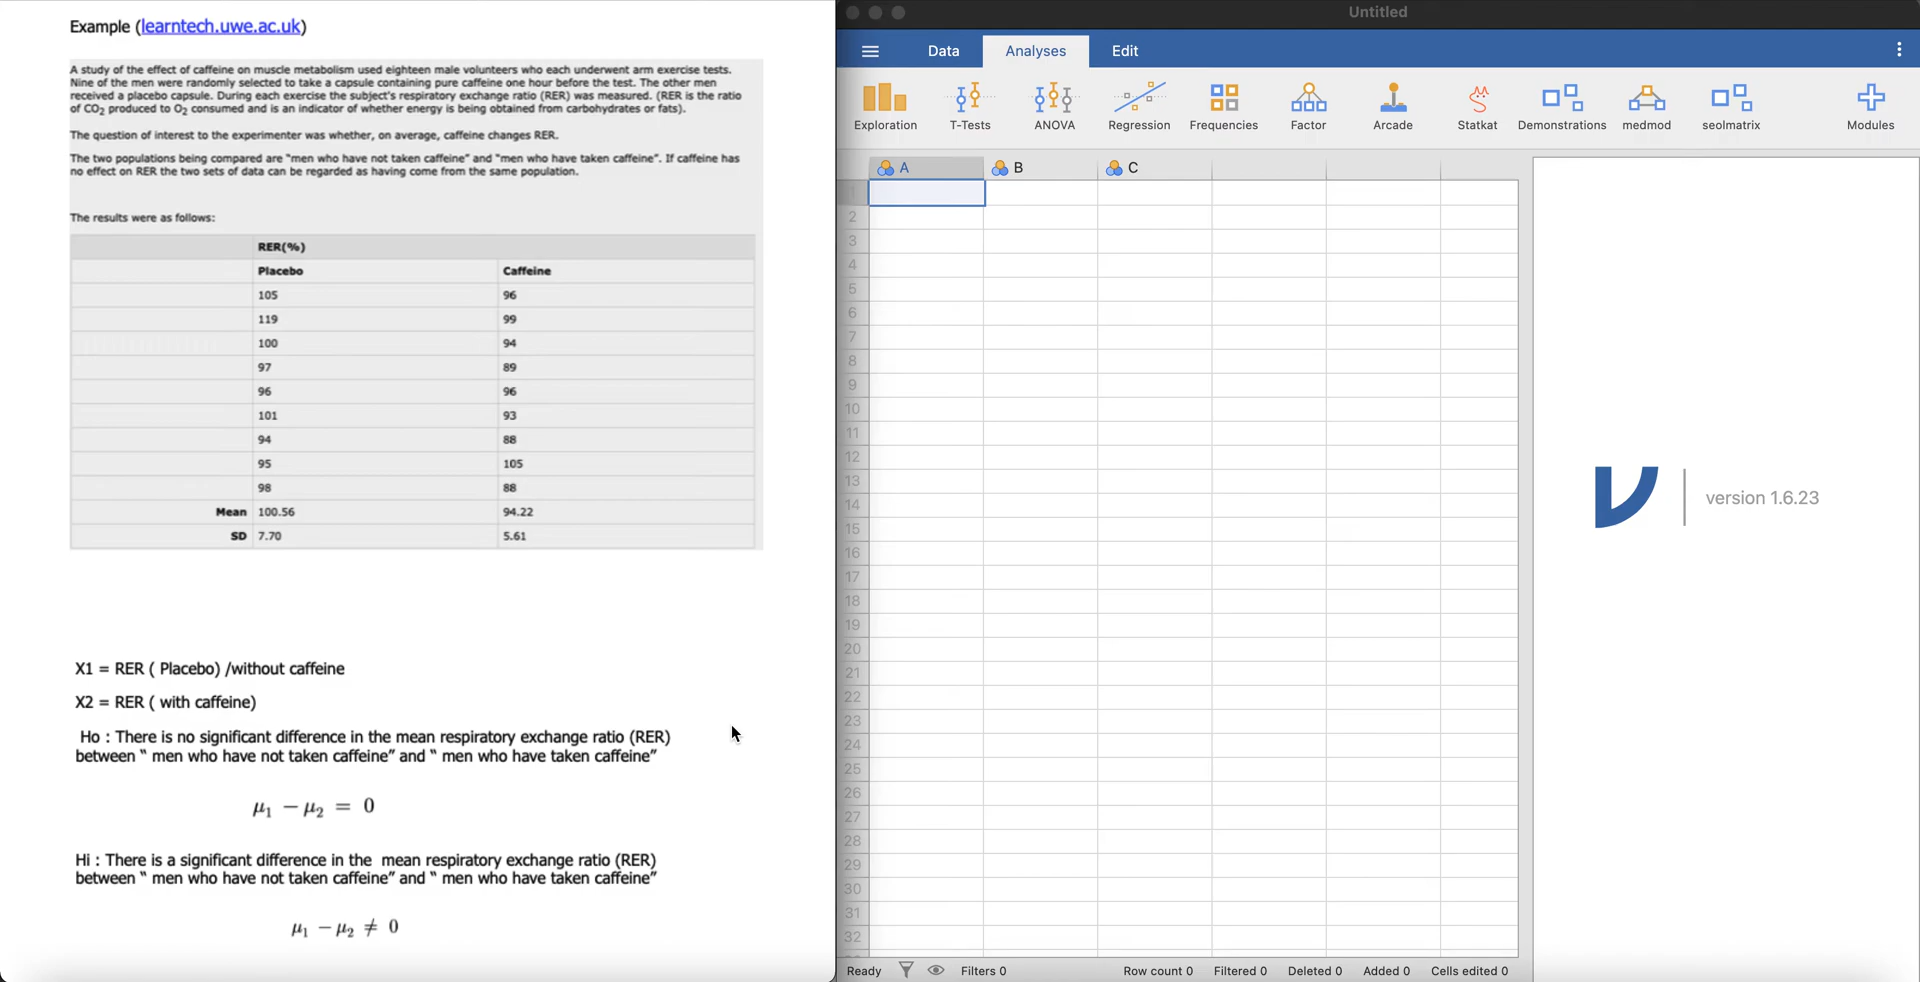 Example (learntech.uwe.ac.uk)
A study of the effect of caffeine on muscle metabolism used eighteen male volunteers who each underwent arm exercise tests.
Nine of the men were randomly selected to take a capsule containing pure caffeine one hour before the test. The other men
received a placebo capsule. During each exercise the subject's respiratory exchange ratio (RER) was measured. (RER is the ratio
of CO₂ produced to O₂ consumed and is an indicator of whether energy is being obtained from carbohydrates or fats).
The question of interest to the experimenter was whether, on average, caffeine changes RER.
The two populations being compared are "men who have not taken caffeine" and "men who have taken caffeine". If caffeine has
no effect on RER the two sets of data can be regarded as having come from the same population.
The results were as follows:
RER(%)
Placebo Caffeine
105 96
119 99
100 94
97 89
96 96
101 93
94 88
95 105
98 88
Mean 100.56 94.22
SD 7.70 5.61
X1 = RER ( Placebo) /without caffeine
X2 = RER ( with caffeine)
Ho : There is no significant difference in the mean respiratory exchange ratio (RER)
between “ men who have not taken caffeine” and “ men who have taken caffeine”
μ₁ − μ₂ = 0
Hi : There is a significant difference in the mean respiratory exchange ratio (RER)
between “ men who have not taken caffeine” and “ men who have taken caffeine”
μ₁ − μ₂ ≠ 0
Untitled
Data Analyses Edit
Exploration T-Tests ANOVA Regression Frequencies Factor Arcade Statkat Demonstrations medmod seolmatrix Modules
A B C
1
2
3
4
5
6
7
8
9
10
11
12
13
14
15
16
17
18
19
20
21
22
23
24
25
26
27
28
29
30
31
32
version 1.6.23
Ready Filters 0 Row count 0 Filtered 0 Deleted 0 Added 0 Cells edited 0